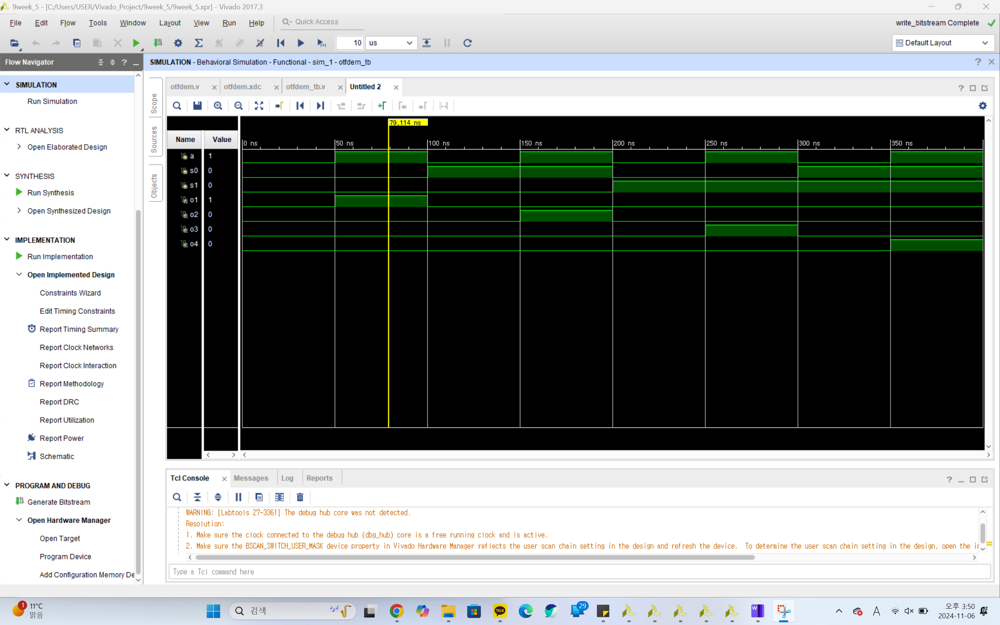 9week_5 - [C:/Users/USER/Vivado_Project/9week_5/9week_5.xpr] - Vivado 2017.3
File Edit Flow Tools Window Layout View Run Help Quick Access
write_bitstream Complete
10 us
Default Layout
Flow Navigator
SIMULATION - Behavioral Simulation - Functional - sim_1 - otfdem_tb
SIMULATION
Run Simulation
RTL ANALYSIS
Open Elaborated Design
SYNTHESIS
Run Synthesis
Open Synthesized Design
IMPLEMENTATION
Run Implementation
Open Implemented Design
Constraints Wizard
Edit Timing Constraints
Report Timing Summary
Report Clock Networks
Report Clock Interaction
Report Methodology
Report DRC
Report Utilization
Report Power
Schematic
PROGRAM AND DEBUG
Generate Bitstream
Open Hardware Manager
Open Target
Program Device
Add Configuration Memory De
Scope
Sources
Objects
otfdem.v otfdem.xdc otfdem_tb.v Untitled 2
79.114 ns
Name Value
0 ns 50 ns 100 ns 150 ns 200 ns 250 ns 300 ns 350 ns
a 1
s0 0
s1 0
o1 1
o2 0
o3 0
o4 0
Tcl Console Messages Log Reports
WARNING: [Labtools 27-3361] The debug hub core was not detected.
Resolution:
1. Make sure the clock connected to the debug hub (dbg_hub) core is a free running clock and is active.
2. Make sure the BSCAN_SWITCH_USER_MASK device property in Vivado Hardware Manager reflects the user scan chain setting in the design and refresh the device. To determine the user scan chain setting in the design, open the
Type a Tcl command here
1
11°C
맑음
검색
TALK
29
W
A
오후 3:50
2024-11-06